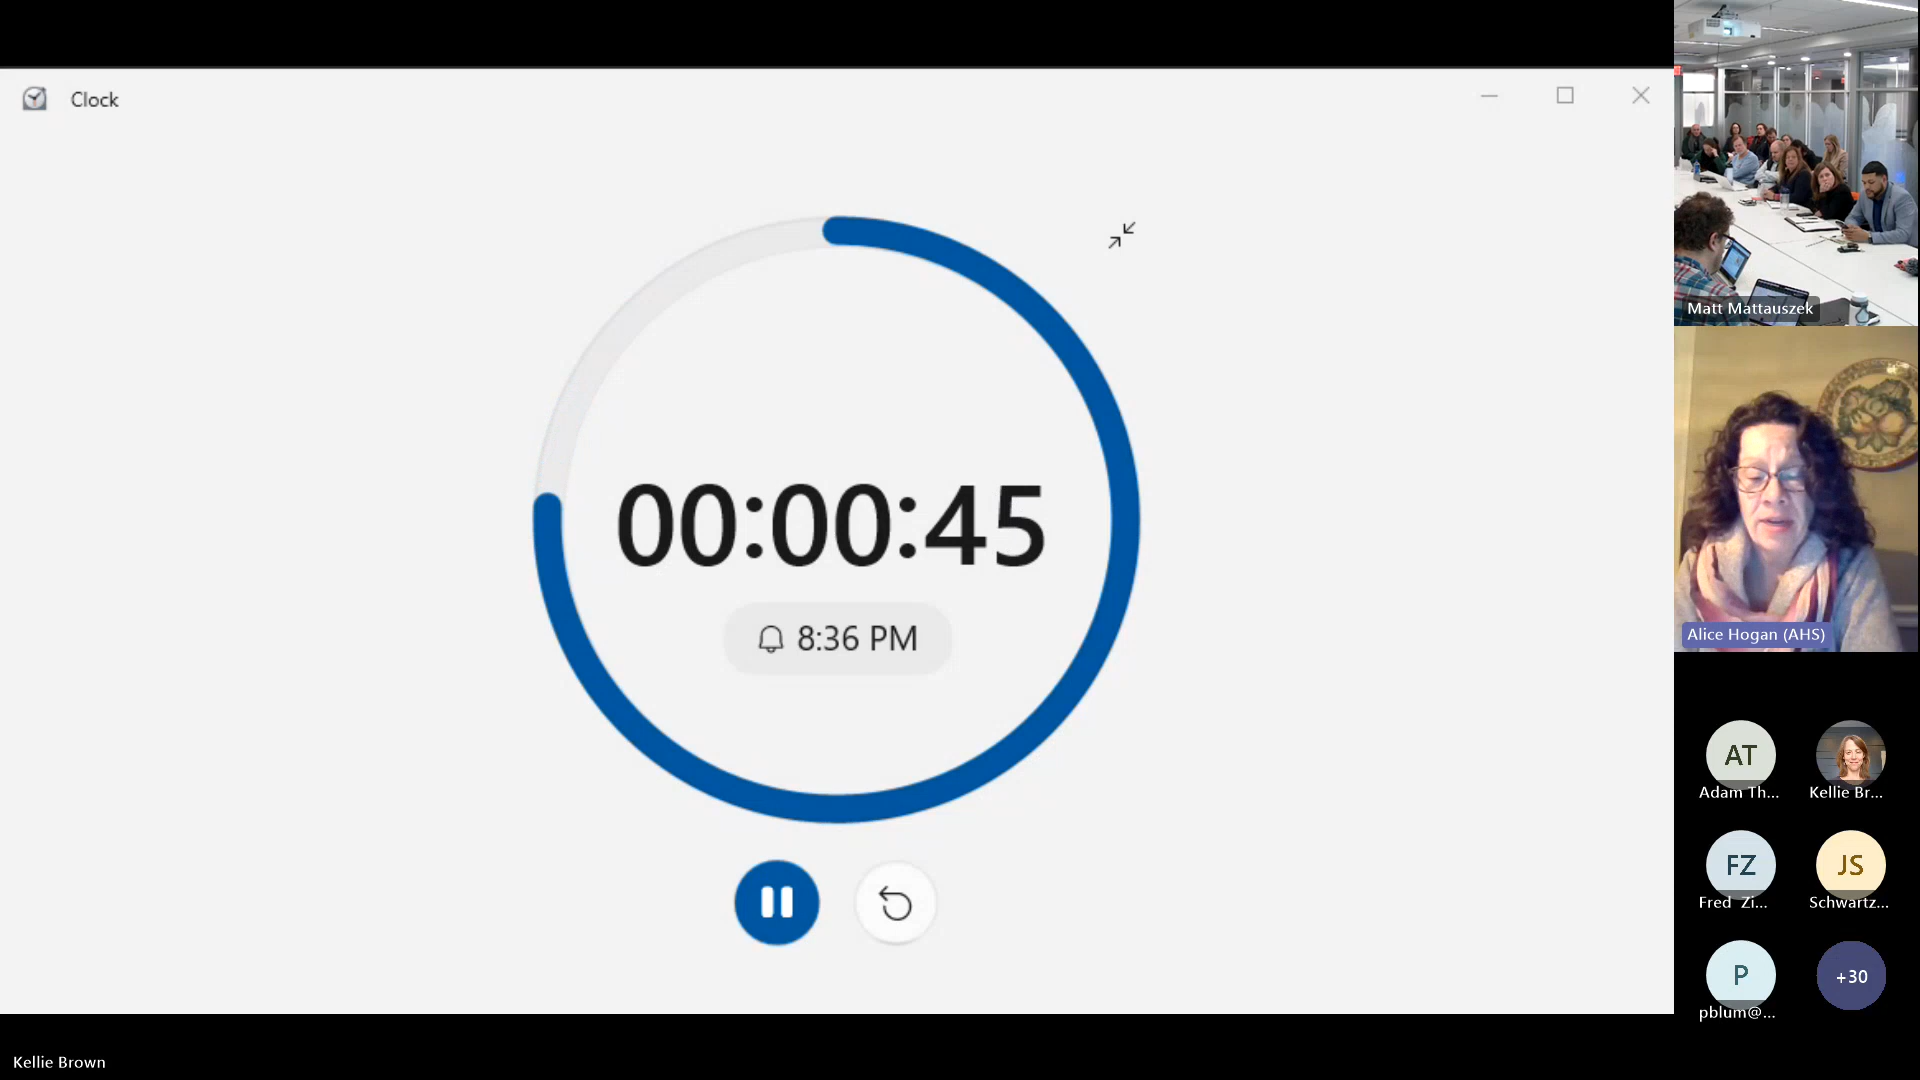 Clock
00:00:45
8:36 PM
Matt Mattauszek
Alice Hogan (AHS)
AT
Adam Th...
Kellie Br...
FZ
Fred Zi...
JS
Schwartz...
P
pblum@...
+30
Kellie Brown